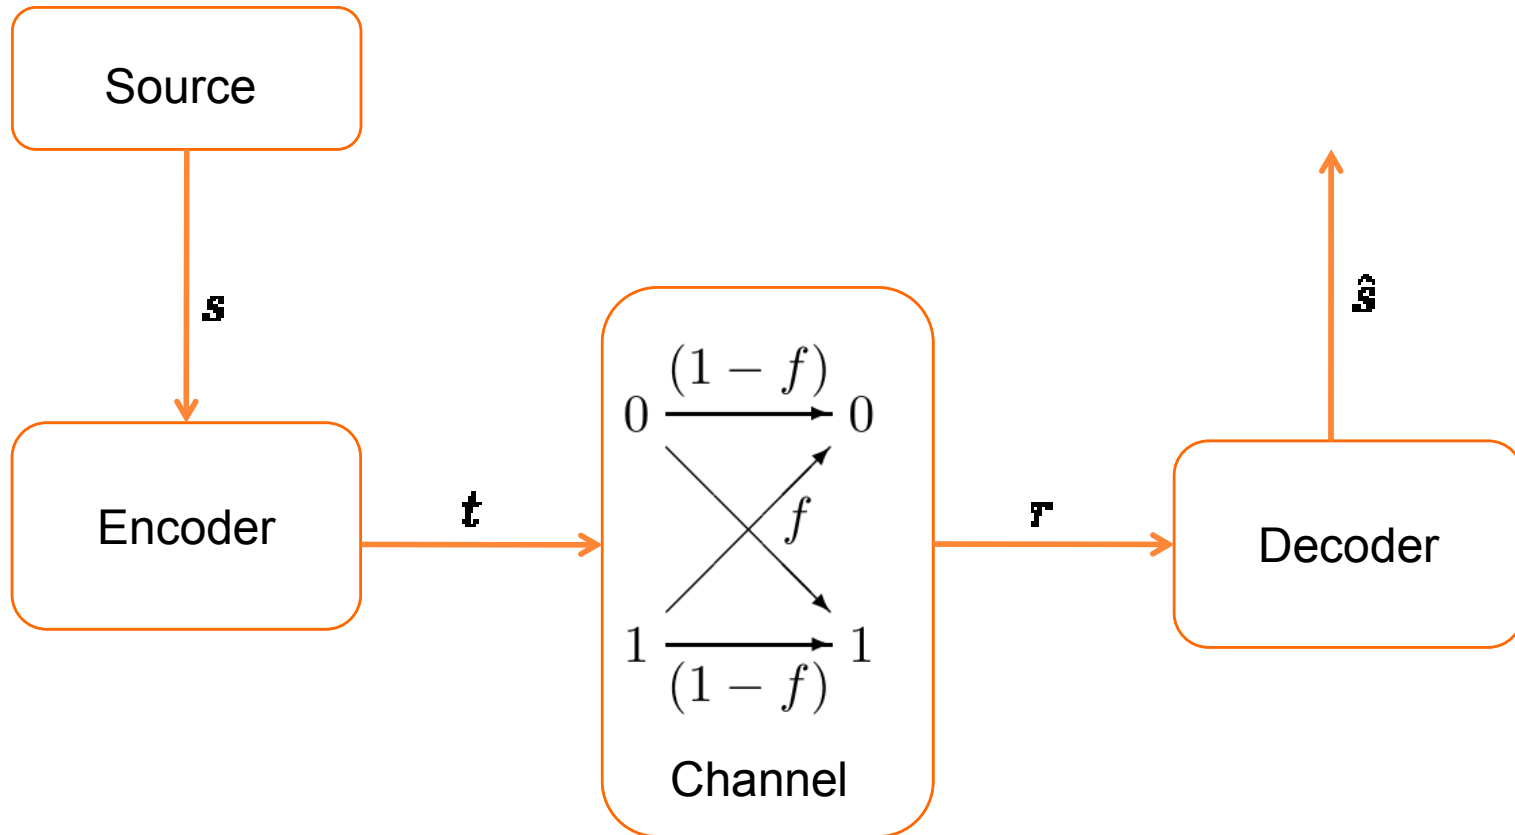 Source
s
ŝ
(1 − f)
0 0
Encoder
t
f
r
Decoder
1 1
(1 − f)
Channel